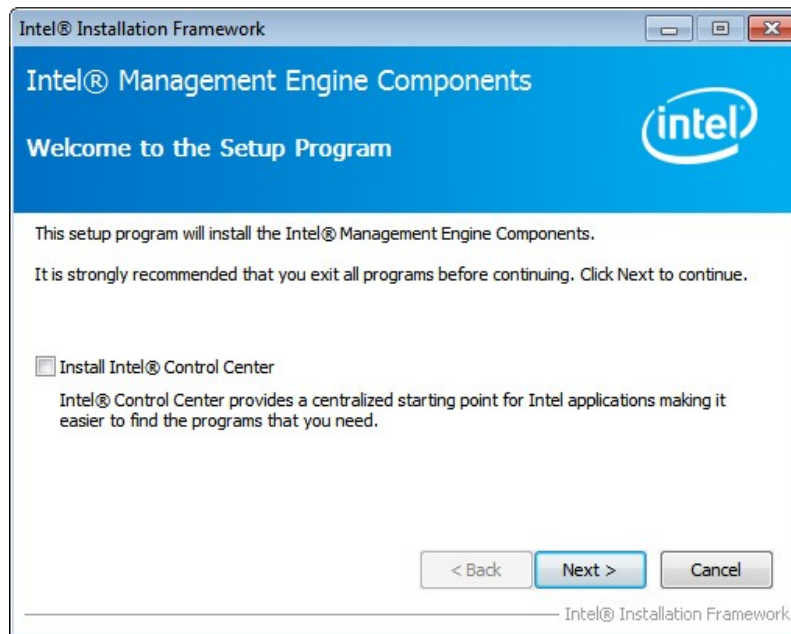 Intel® Installation Framework
Intel® Management Engine Components
Welcome to the Setup Program
intel
This setup program will install the Intel® Management Engine Components.
It is strongly recommended that you exit all programs before continuing. Click Next to continue.
Install Intel® Control Center
Intel® Control Center provides a centralized starting point for Intel applications making it
easier to find the programs that you need.
< Back
Next >
Cancel
Intel® Installation Framework